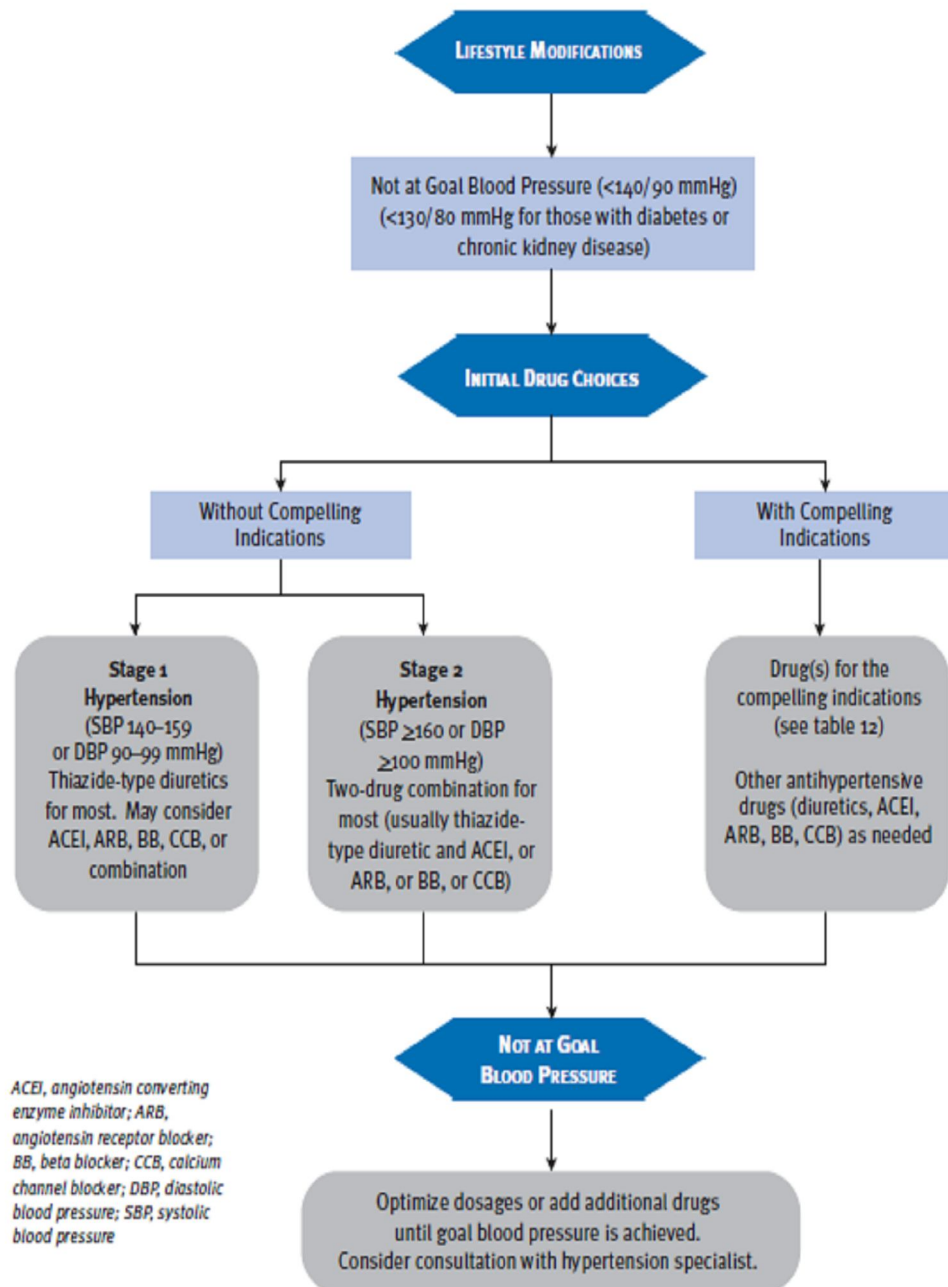 LIFESTYLE MODIFICATIONS
Not at Goal Blood Pressure (<140/90 mmHg)
(<130/80 mmHg for those with diabetes or
chronic kidney disease)
INITIAL DRUG CHOICES
Without Compelling
Indications
With Compelling
Indications
Stage 1
Hypertension
(SBP 140–159
or DBP 90–99 mmHg)
Thiazide-type diuretics
for most. May consider
ACEI, ARB, BB, CCB, or
combination
Stage 2
Hypertension
(SBP ≥160 or DBP
≥100 mmHg)
Two-drug combination for
most (usually thiazide-
type diuretic and ACEI, or
ARB, or BB, or CCB)
Drug(s) for the
compelling indications
(see table 12)
Other antihypertensive
drugs (diuretics, ACEI,
ARB, BB, CCB) as needed
NOT AT GOAL
BLOOD PRESSURE
ACEI, angiotensin converting
enzyme inhibitor; ARB,
angiotensin receptor blocker;
BB, beta blocker; CCB, calcium
channel blocker; DBP, diastolic
blood pressure; SBP, systolic
blood pressure
Optimize dosages or add additional drugs
until goal blood pressure is achieved.
Consider consultation with hypertension specialist.